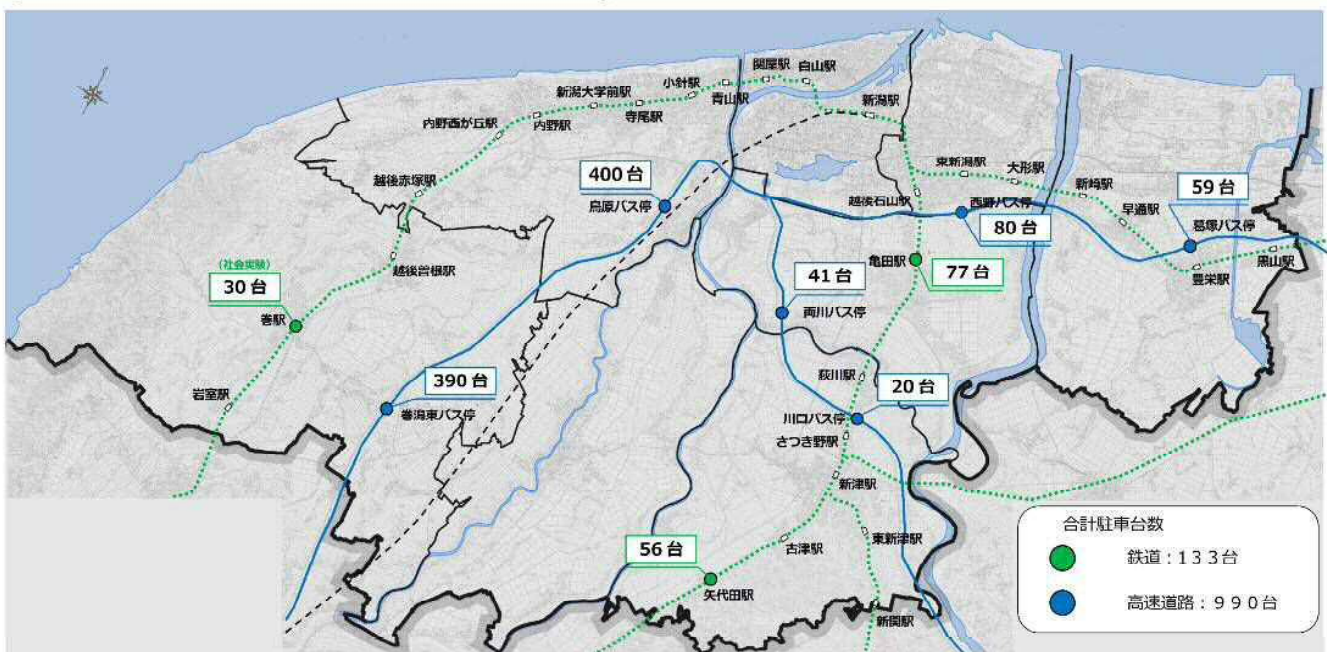 関屋駅
白山駅
小針駅
青山駅
新潟大学前駅
寺尾駅
新潟駅
内野西が丘駅
内野駅
越後赤塚駅
400台
鳥原バス停
東新潟駅
大形駅
越後石山駅
西野バス停
80台
新崎駅
早通駅
59台
葛塚バス停
豊栄駅
黒山駅
越後曽根駅
(社会実験)
30台
巻駅
41台
両川バス停
亀田駅
77台
岩室駅
390台
巻潟東バス停
荻川駅
20台
川口バス停
さつき野駅
新津駅
56台
矢代田駅
古津駅
東新津駅
新関駅
合計駐車台数
鉄道：133台
高速道路：990台